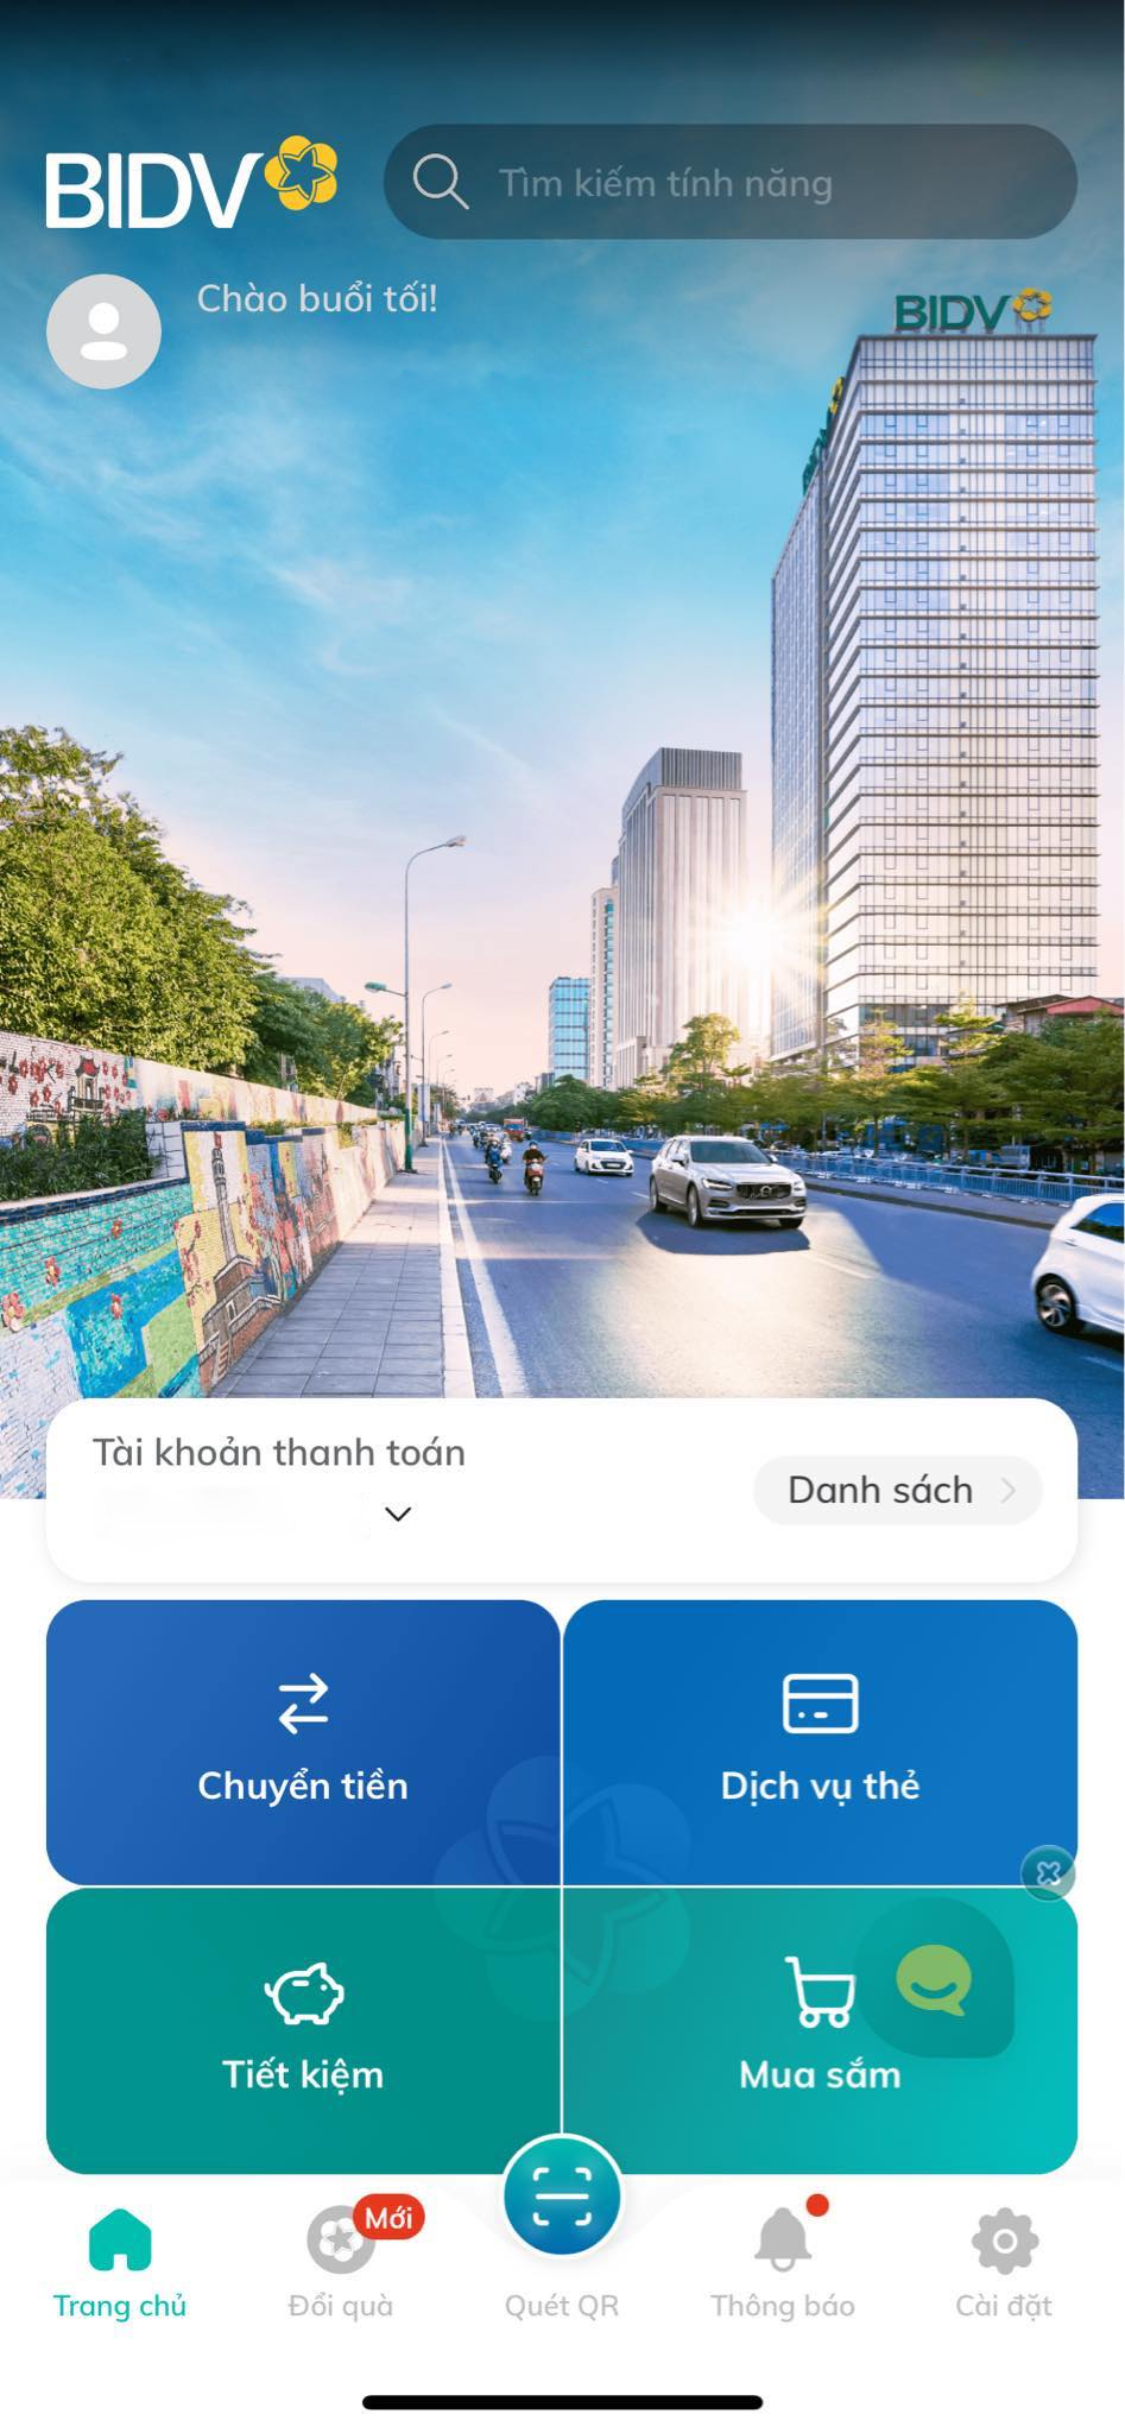 BIDV
Tìm kiếm tính năng
Chào buổi tối!
BIDV
Tài khoản thanh toán
Danh sách
Chuyển tiền
Dịch vụ thẻ
Tiết kiệm
Mua sắm
Mới
Trang chủ
Đổi quà
Quét QR
Thông báo
Cài đặt